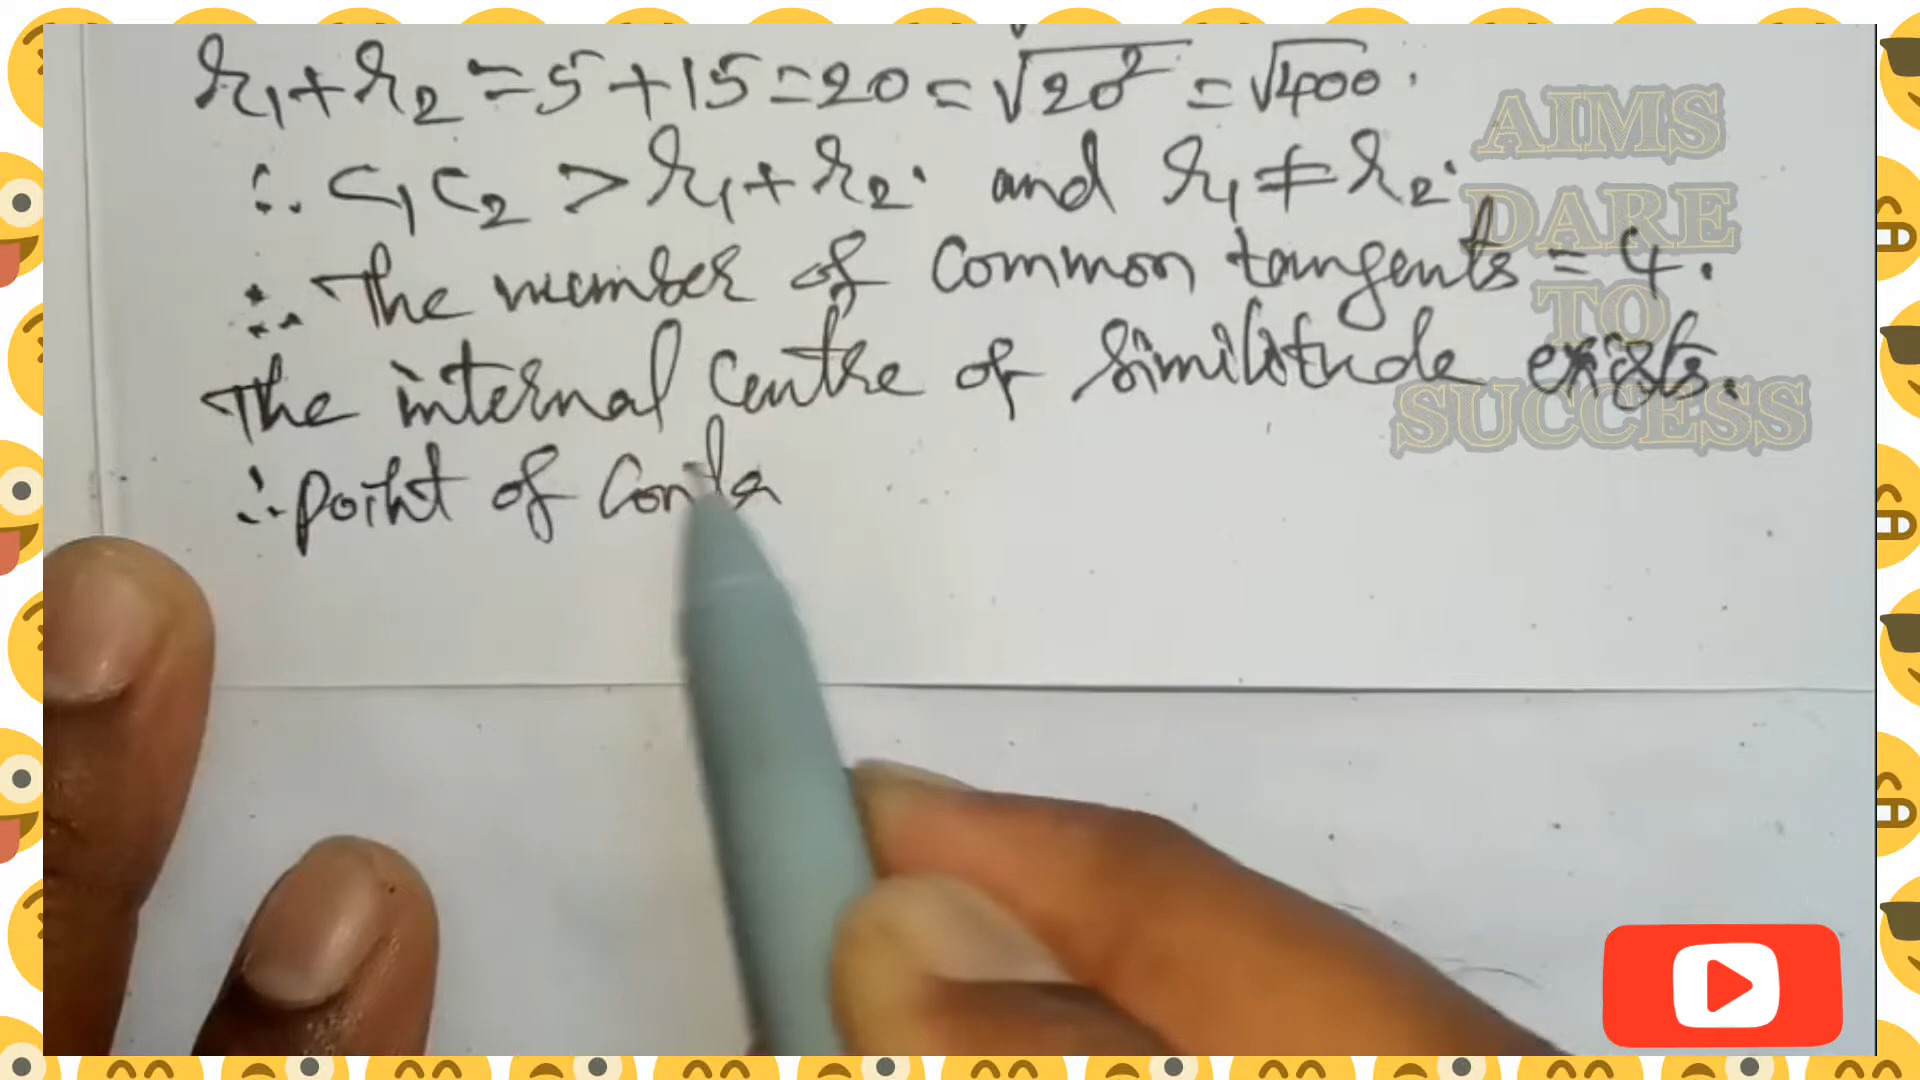 r₁+r₂ = 5+15 = 20 = √20² = √400.
∴ C₁C₂ > r₁+r₂. and r₁ ≠ r₂.
∴ The number of common tangents = 4.
The internal centre of similitude exists.
∴ point of conta
AIMS
DARE
TO
SUCCESS